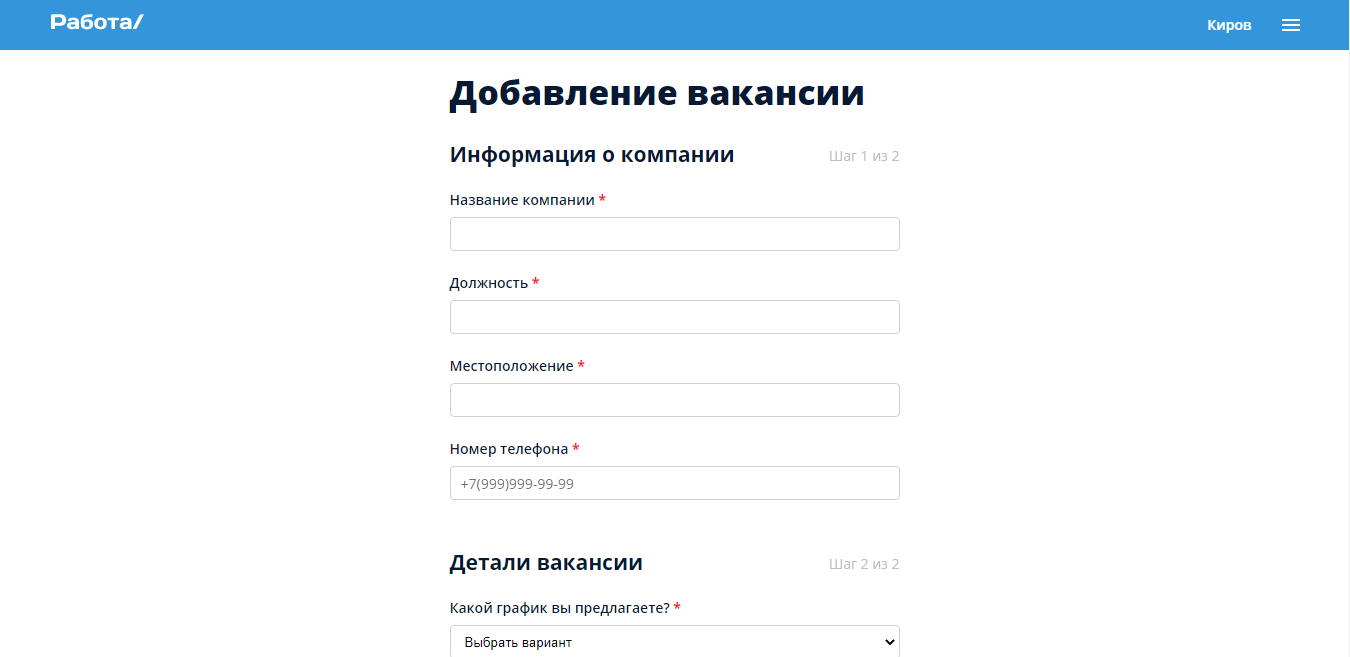 Работа/
Киров
Добавление вакансии
Информация о компании Шаг 1 из 2
Название компании *
Должность *
Местоположение *
Номер телефона *
+7(999)999-99-99
Детали вакансии Шаг 2 из 2
Какой график вы предлагаете? *
Выбрать вариант